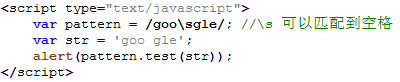 <script type="text/javascript">
var pattern = /goo\sgle/; //\s 可以匹配到空格
var str = 'goo gle';
alert(pattern.test(str));
</script>